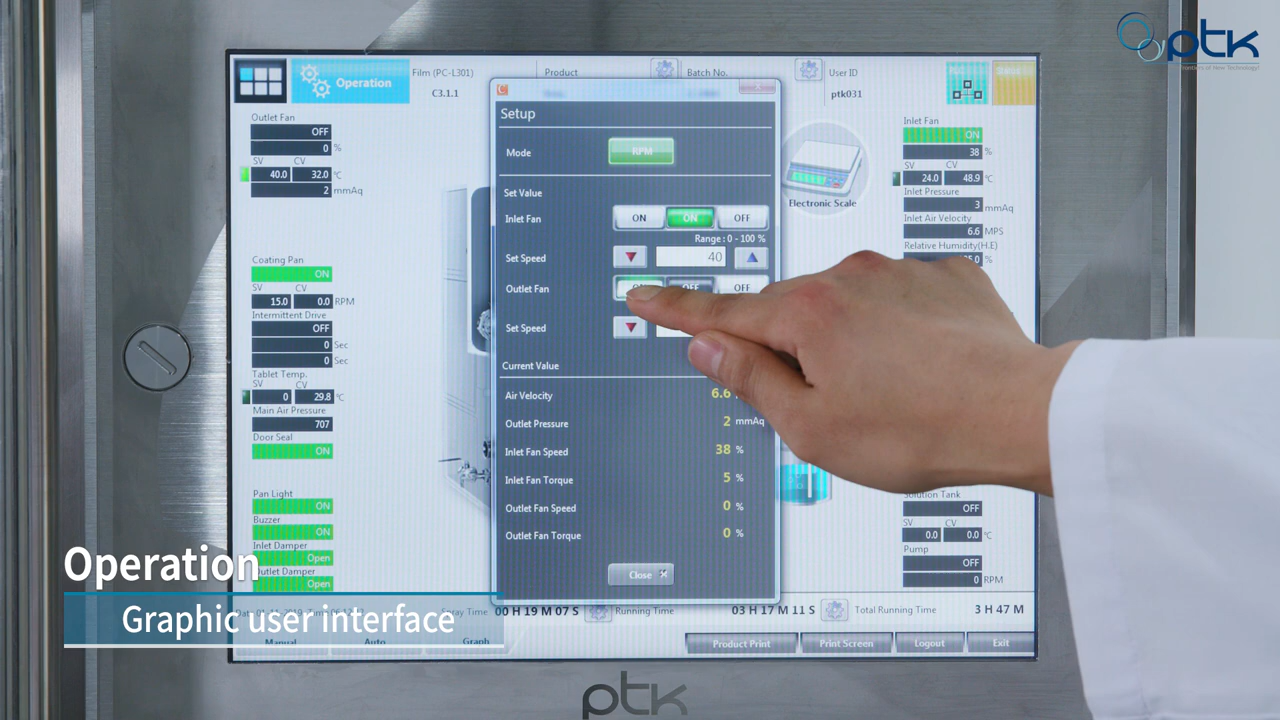 ptk
Frontiers of New Technology!
Operation
Film (PC-L301)
C3.1.1
Product
Batch No.
User ID
ptk031
Outlet Fan
OFF
0 %
SV CV
40.0 32.0 ℃
2 mmAq
Coating Pan
ON
SV CV
15.0 0.0 RPM
Intermittent Drive
OFF
0 Sec
0 Sec
Tablet Temp.
SV CV
0 29.8 ℃
Main Air Pressure
707
Door Seal
ON
Pan Light
ON
Buzzer
ON
Inlet Damper
Open
Outlet Damper
Open
Setup
Mode RPM
Set Value
Inlet Fan ON ON OFF
Range : 0 - 100 %
Set Speed 40
Outlet Fan ON OFF OFF
Set Speed
Current Value
Air Velocity 6.6
Outlet Pressure 2 mmAq
Inlet Fan Speed 38 %
Inlet Fan Torque 5 %
Outlet Fan Speed 0 %
Outlet Fan Torque 0 %
Close
Electronic Scale
Inlet Fan
ON
38 %
SV CV
24.0 48.9 ℃
Inlet Pressure
3 mmAq
Inlet Air Velocity
6.6 MPS
Relative Humidity(H.E)
%
Solution Tank
OFF
SV CV
0.0 0.0 ℃
Pump
OFF
0 RPM
Spray Time 00 H 19 M 07 S Running Time 03 H 17 M 11 S Total Running Time 3 H 47 M
Manual Auto Graph Product Print Print Screen Logout Exit
Operation
Graphic user interface
ptk